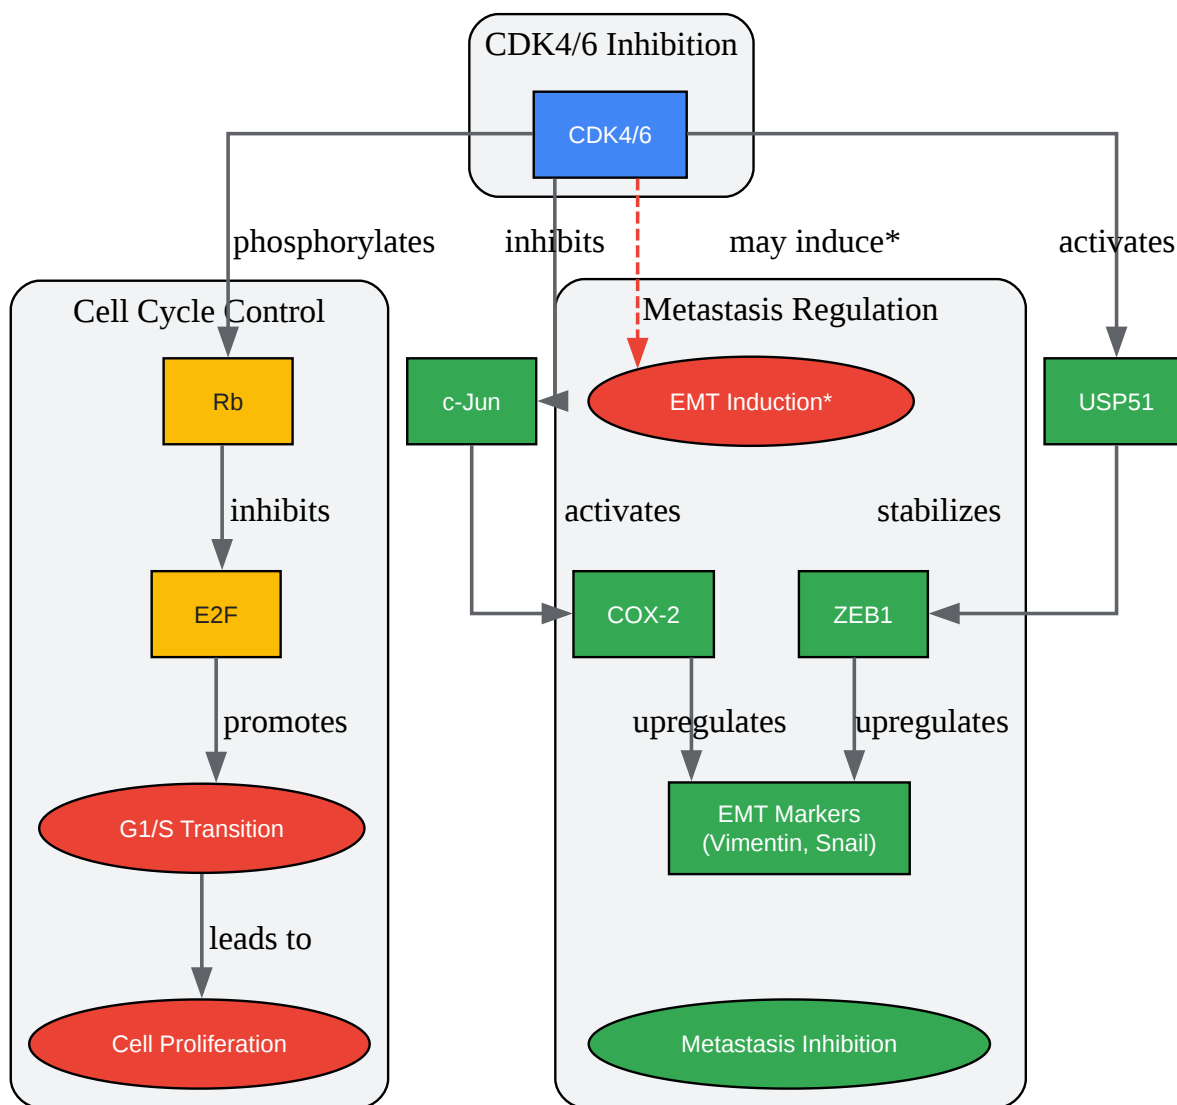 CDK4/6 Inhibition
CDK4/6
phosphorylates
inhibits
may induce*
activates
Cell Cycle Control
Metastasis Regulation
Rb
c-Jun
EMT Induction*
USP51
inhibits
activates
stabilizes
E2F
COX-2
ZEB1
promotes
upregulates
upregulates
G1/S Transition
EMT Markers
(Vimentin, Snail)
leads to
Cell Proliferation
Metastasis Inhibition